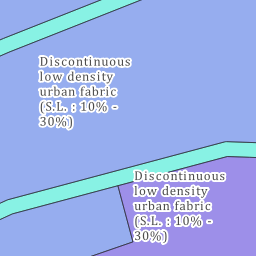 Discontinuous
low density
urban fabric
(S.L. : 10% -
30%)
Discontinuous
low density
urban fabric
(S.L. : 10% -
30%)